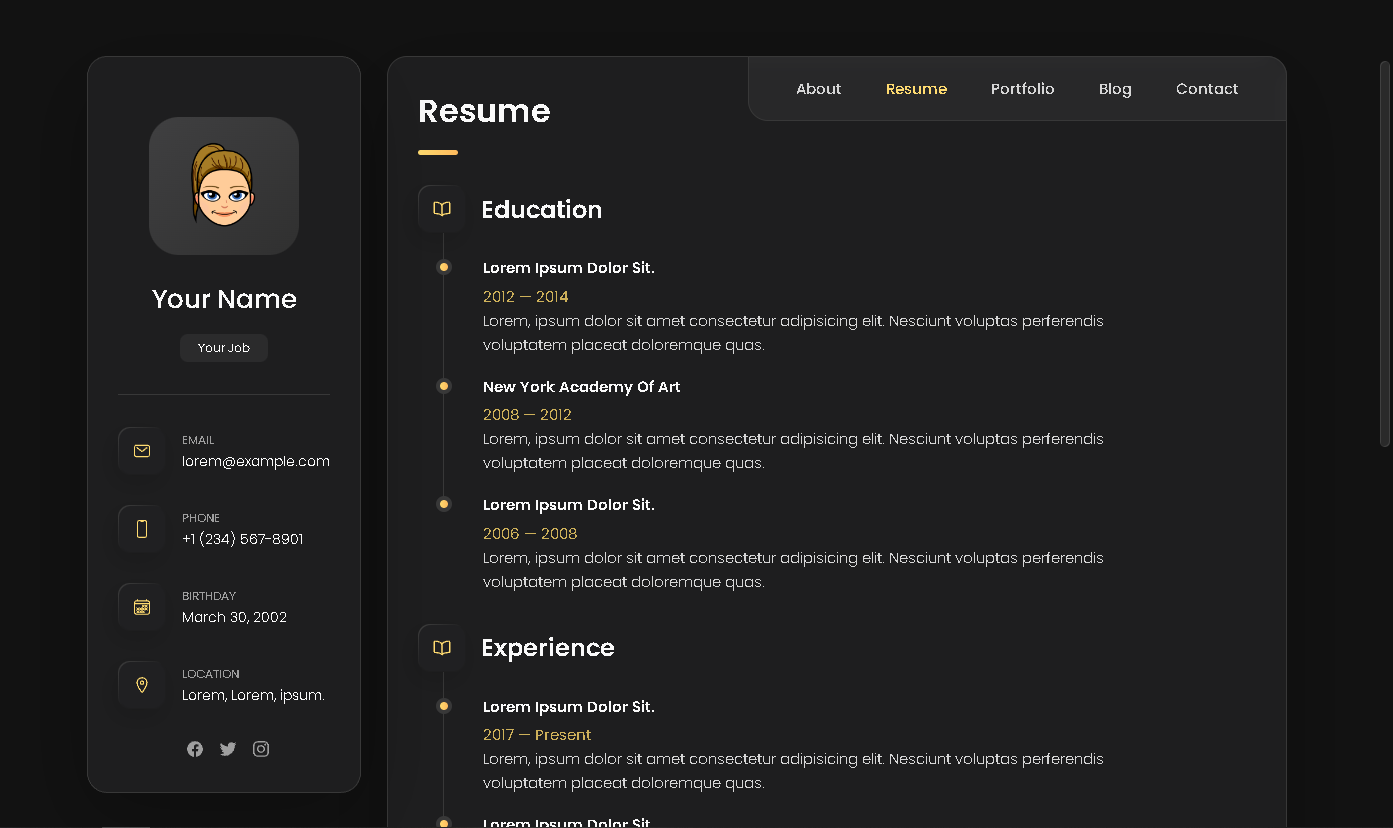 Your Name
Your Job
EMAIL
lorem@example.com
PHONE
+1 (234) 567-8901
BIRTHDAY
March 30, 2002
LOCATION
Lorem, Lorem, ipsum.
About Resume Portfolio Blog Contact
Resume
Education
Lorem Ipsum Dolor Sit.
2012 — 2014
Lorem, ipsum dolor sit amet consectetur adipisicing elit. Nesciunt voluptas perferendis
voluptatem placeat doloremque quas.
New York Academy Of Art
2008 — 2012
Lorem, ipsum dolor sit amet consectetur adipisicing elit. Nesciunt voluptas perferendis
voluptatem placeat doloremque quas.
Lorem Ipsum Dolor Sit.
2006 — 2008
Lorem, ipsum dolor sit amet consectetur adipisicing elit. Nesciunt voluptas perferendis
voluptatem placeat doloremque quas.
Experience
Lorem Ipsum Dolor Sit.
2017 — Present
Lorem, ipsum dolor sit amet consectetur adipisicing elit. Nesciunt voluptas perferendis
voluptatem placeat doloremque quas.
Lorem Ipsum Dolor Sit.